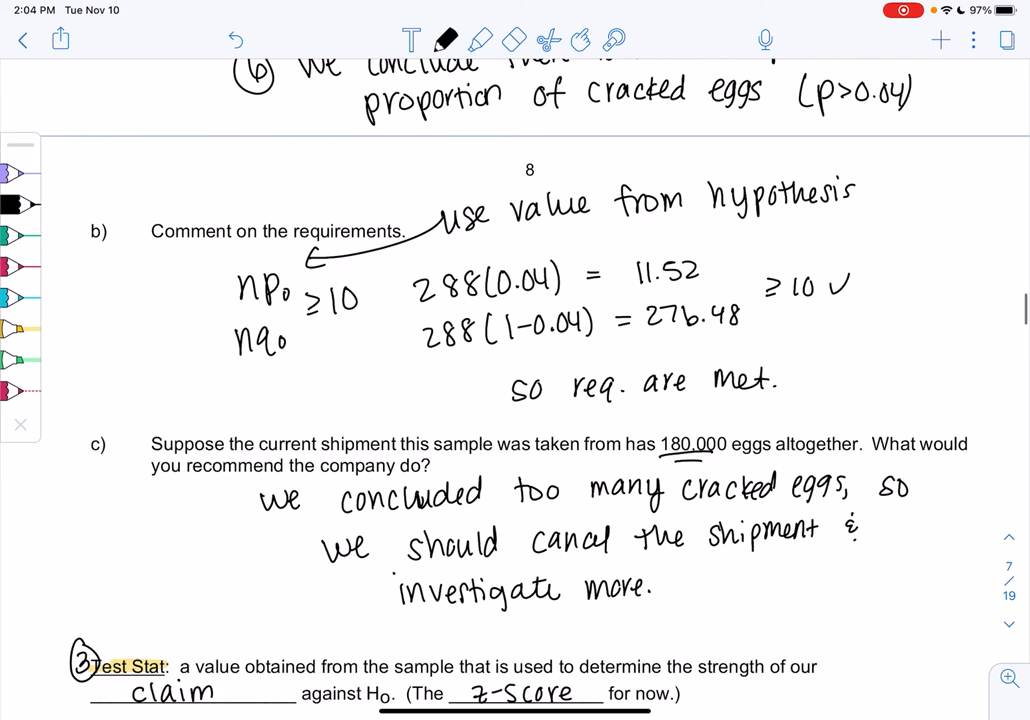 2:04 PM Tue Nov 10
97%
T
⑥ We conclude
proportion of cracked eggs (p>0.04)
8
use value from hypothesis
b) Comment on the requirements.
np₀ ≥10 288(0.04) = 11.52 ≥ 10 ✓
nq₀ 288(1-0.04) = 276.48
so req. are met.
c) Suppose the current shipment this sample was taken from has 180,000 eggs altogether. What would
you recommend the company do?
we concluded too many cracked eggs, so
we should cancel the shipment &
investigate more.
7
/
19
③ Test Stat: a value obtained from the sample that is used to determine the strength of our
claim against H₀. (The z-score for now.)